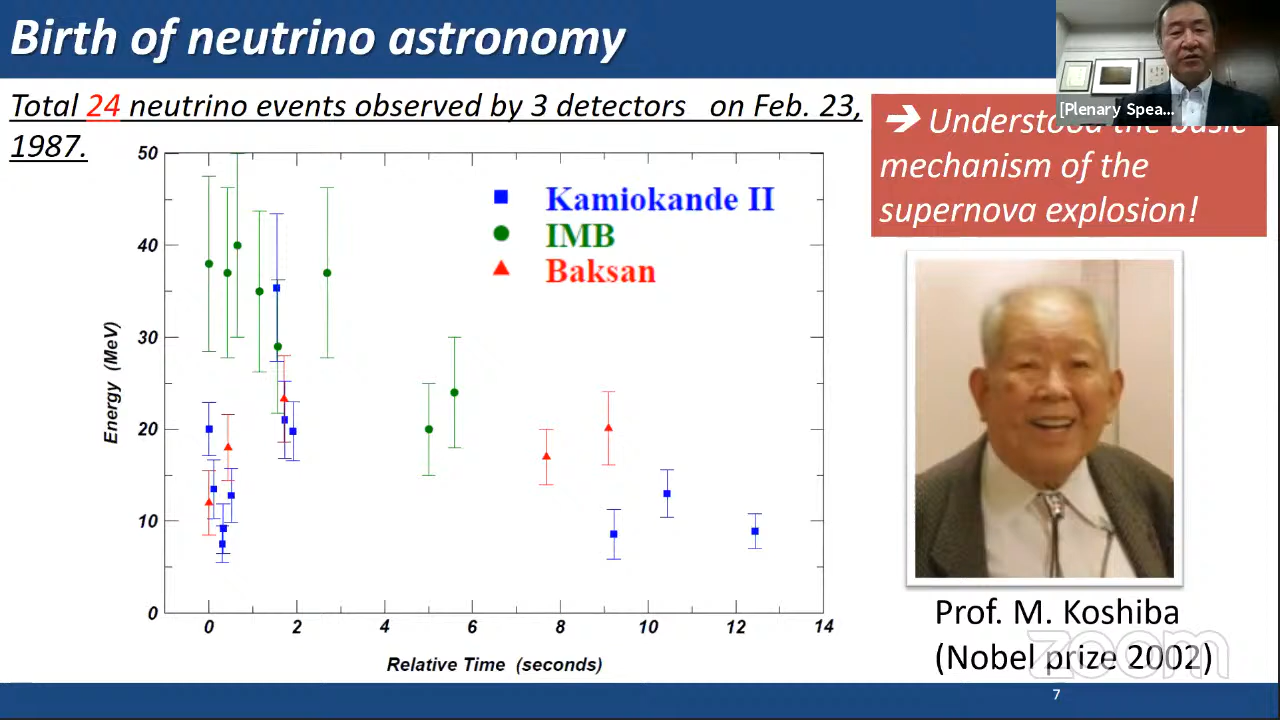 Birth of neutrino astronomy
[Plenary Spea...
Total 24 neutrino events observed by 3 detectors on Feb. 23,
1987.
➔ Understood the basic
mechanism of the
supernova explosion!
Kamiokande II
IMB
Baksan
50
40
30
20
10
0
Energy (MeV)
0 2 4 6 8 10 12 14
Relative Time (seconds)
Prof. M. Koshiba
(Nobel prize 2002)
zoom
7